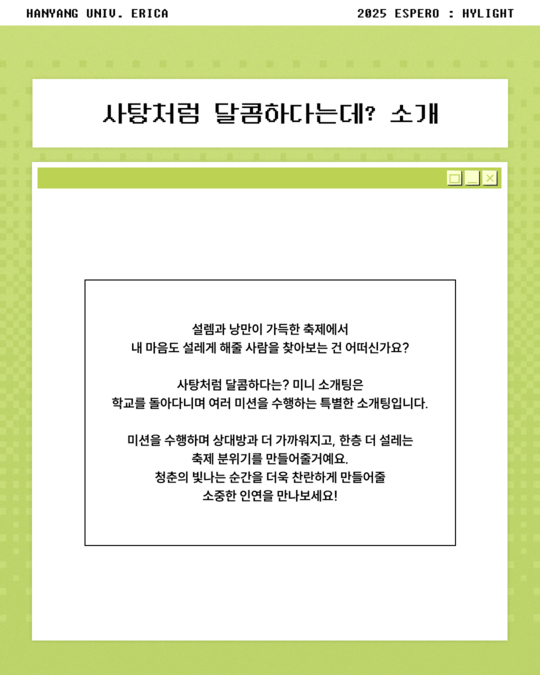 HANYANG UNIV. ERICA
2025 ESPERO : HYLIGHT
사탕처럼 달콤하다는데? 소개
설렘과 낭만이 가득한 축제에서
내 마음도 설레게 해줄 사람을 찾아보는 건 어떠신가요?
사탕처럼 달콤하다는? 미니 소개팅은
학교를 돌아다니며 여러 미션을 수행하는 특별한 소개팅입니다.
미션을 수행하며 상대방과 더 가까워지고, 한층 더 설레는
축제 분위기를 만들어줄거예요.
청춘의 빛나는 순간을 더욱 찬란하게 만들어줄
소중한 인연을 만나보세요!